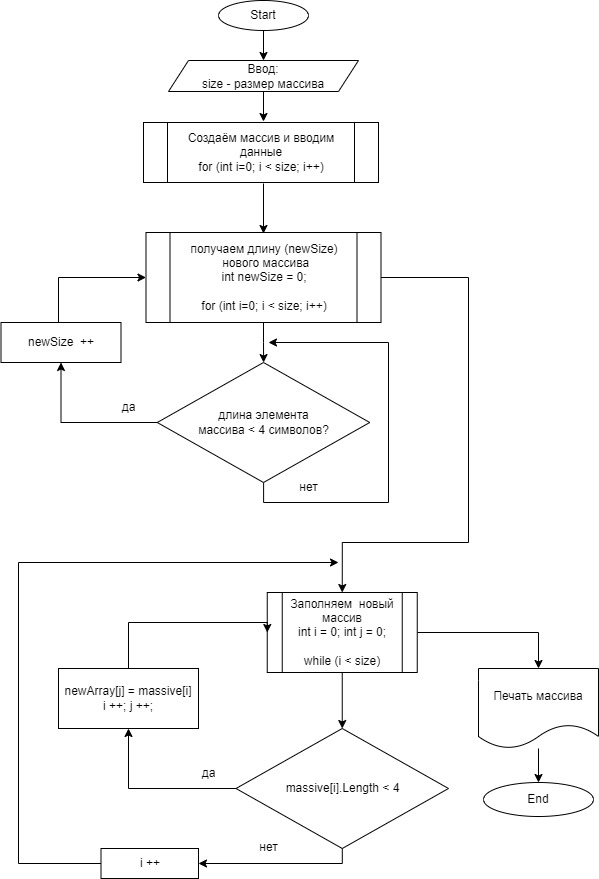 Start
Ввод:
size - размер массива
Создаём массив и вводим
данные
for (int i=0; i < size; i++)
получаем длину (newSize)
нового массива
int newSize = 0;
for (int i=0; i < size; i++)
newSize ++
да
длина элемента
массива < 4 символов?
нет
Заполняем новый
массив
int i = 0; int j = 0;
while (i < size)
newArray[j] = massive[i]
i ++; j ++;
Печать массива
да
massive[i].Length < 4
End
нет
i ++